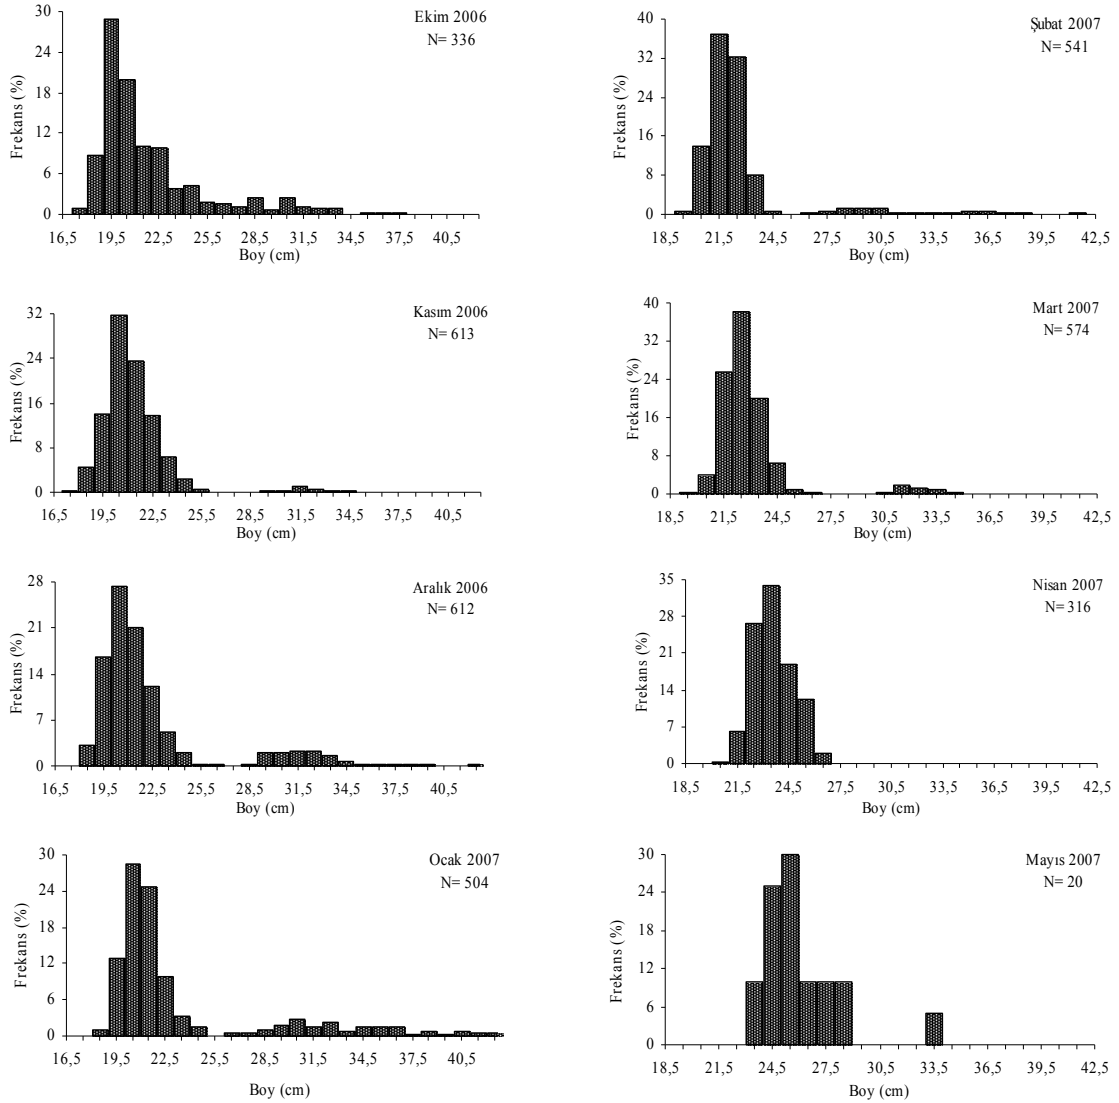 Ekim 2006
N= 336
Frekans (%)
30
24
18
12
6
0
16,5 19,5 22,5 25,5 28,5 31,5 34,5 37,5 40,5
Boy (cm)
Şubat 2007
N= 541
Frekans (%)
40
32
24
16
8
0
18,5 21,5 24,5 27,5 30,5 33,5 36,5 39,5 42,5
Boy (cm)
Kasım 2006
N= 613
Frekans (%)
32
24
16
8
0
16,5 19,5 22,5 25,5 28,5 31,5 34,5 37,5 40,5
Boy (cm)
Mart 2007
N= 574
Frekans (%)
40
32
24
16
8
0
18,5 21,5 24,5 27,5 30,5 33,5 36,5 39,5 42,5
Boy (cm)
Aralık 2006
N= 612
Frekans (%)
28
21
14
7
0
16,5 19,5 22,5 25,5 28,5 31,5 34,5 37,5 40,5
Boy (cm)
Nisan 2007
N= 316
Frekans (%)
35
28
21
14
7
0
18,5 21,5 24,5 27,5 30,5 33,5 36,5 39,5 42,5
Boy (cm)
Ocak 2007
N= 504
Frekans (%)
30
24
18
12
6
0
16,5 19,5 22,5 25,5 28,5 31,5 34,5 37,5 40,5
Boy (cm)
Mayıs 2007
N= 20
Frekans (%)
30
24
18
12
6
0
18,5 21,5 24,5 27,5 30,5 33,5 36,5 39,5 42,5
Boy (cm)